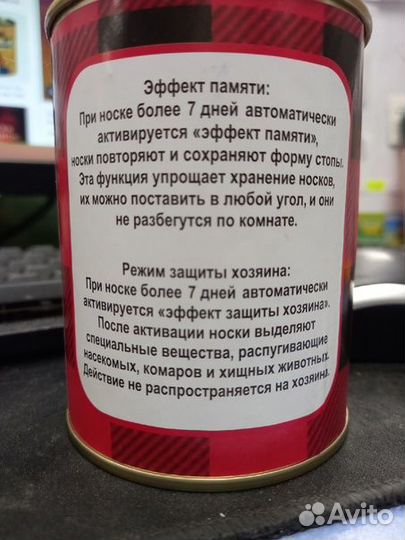 Эффект памяти:
При носке более 7 дней автоматически
активируется «эффект памяти»,
носки повторяют и сохраняют форму стопы.
Эта функция упрощает хранение носков,
их можно поставить в любой угол, и они
не разбегутся по комнате.
Режим защиты хозяина:
При носке более 7 дней автоматически
активируется «эффект защиты хозяина».
После активации носки выделяют
специальные вещества, распугивающие
насекомых, комаров и хищных животных.
Действие не распространяется на хозяина.
Avito